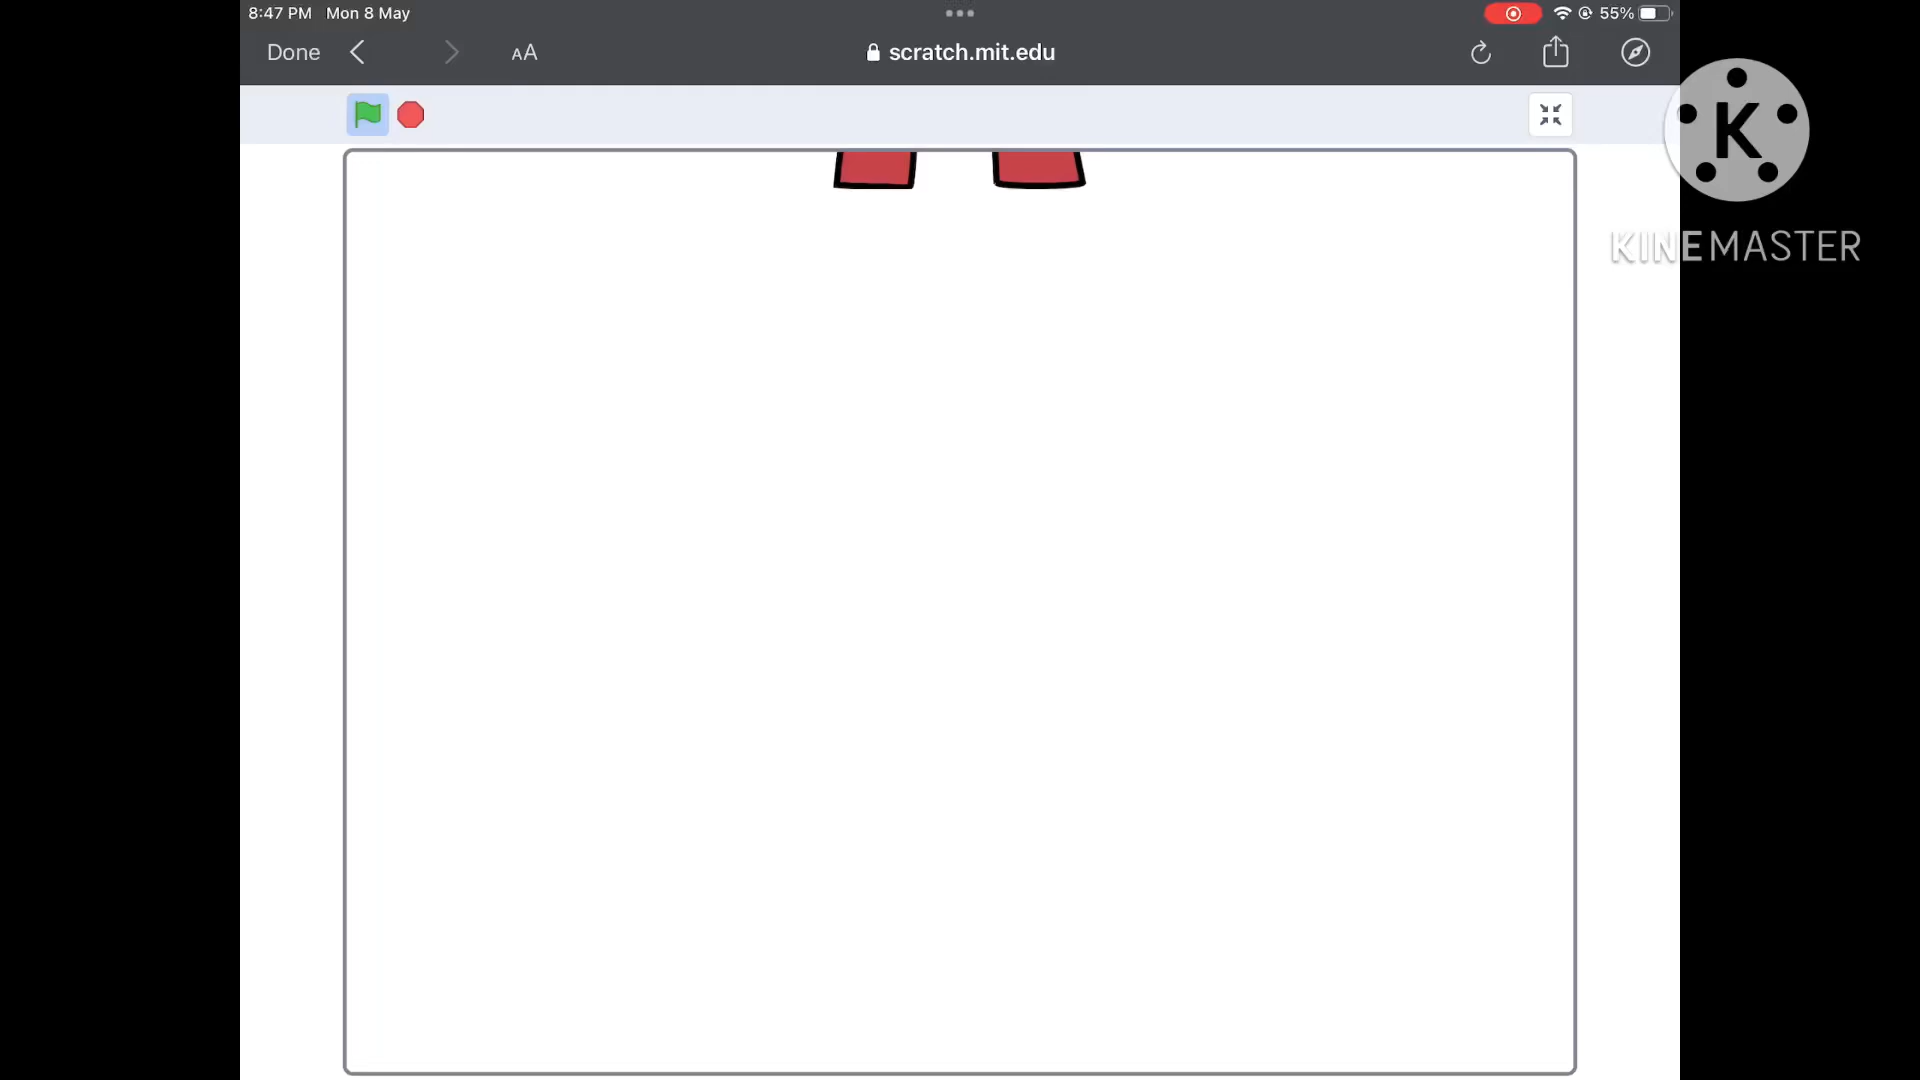 8:47 PM Mon 8 May
55%
Done
AA
scratch.mit.edu
K
KINEMASTER